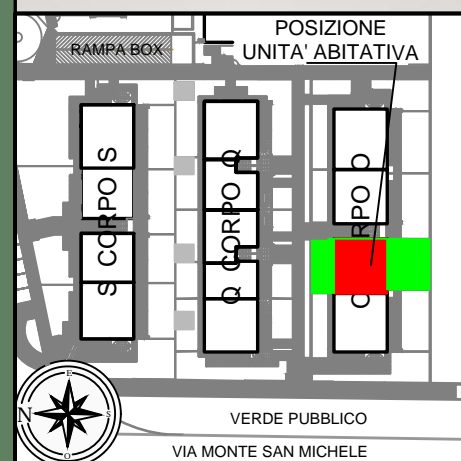 POSIZIONE
UNITA' ABITATIVA
RAMPA BOX
S CORPO S
Q CORPO Q
O CORPO O
E
N
S
O
VERDE PUBBLICO
VIA MONTE SAN MICHELE